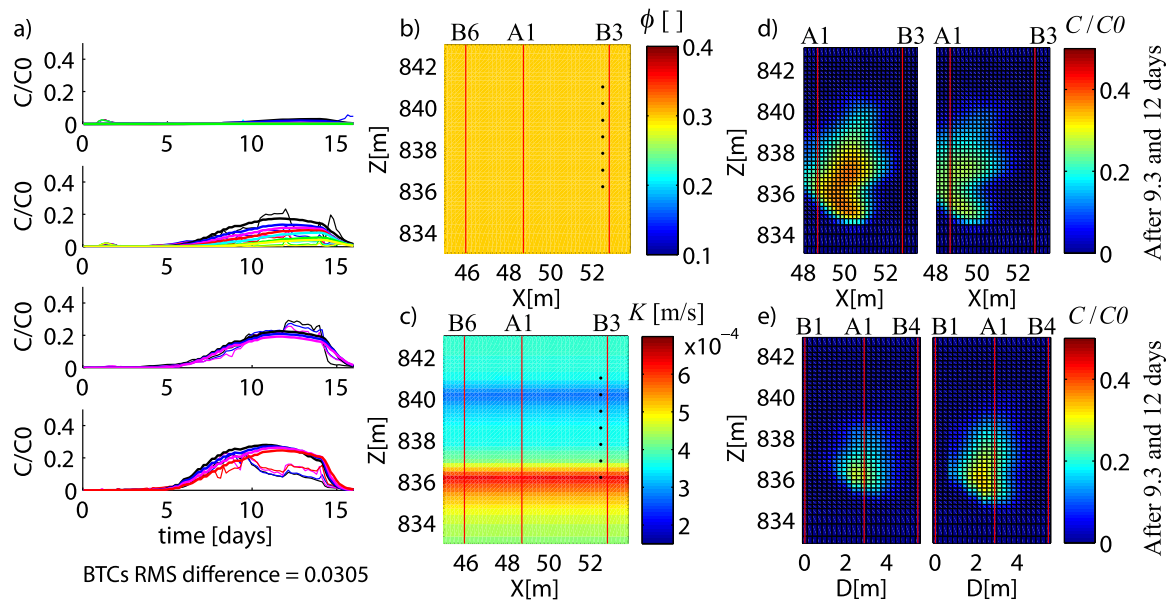 a)
C/C0
0.4
0.2
0
0
5
10
15
C/C0
0.4
0.2
0
0
5
10
15
C/C0
0.4
0.2
0
0
5
10
15
C/C0
0.4
0.2
0
0
5
10
15
time [days]
BTCs RMS difference = 0.0305
b)
B6 A1 B3
ϕ [ ]
Z[m]
842
840
838
836
834
46 48 50 52
X[m]
0.4
0.3
0.2
0.1
c)
B6 A1 B3
K [m/s]
x10⁻⁴
Z[m]
842
840
838
836
834
46 48 50 52
X[m]
6
5
4
3
2
d)
A1 B3 A1 B3
C/C0
Z[m]
842
840
838
836
834
48 50 52 48 50 52
X[m] X[m]
0.4
0.2
0
After 9.3 and 12 days
e)
B1 A1 B4 B1 A1 B4
C/C0
Z[m]
842
840
838
836
834
0 2 4 0 2 4
D[m] D[m]
0.4
0.2
0
After 9.3 and 12 days